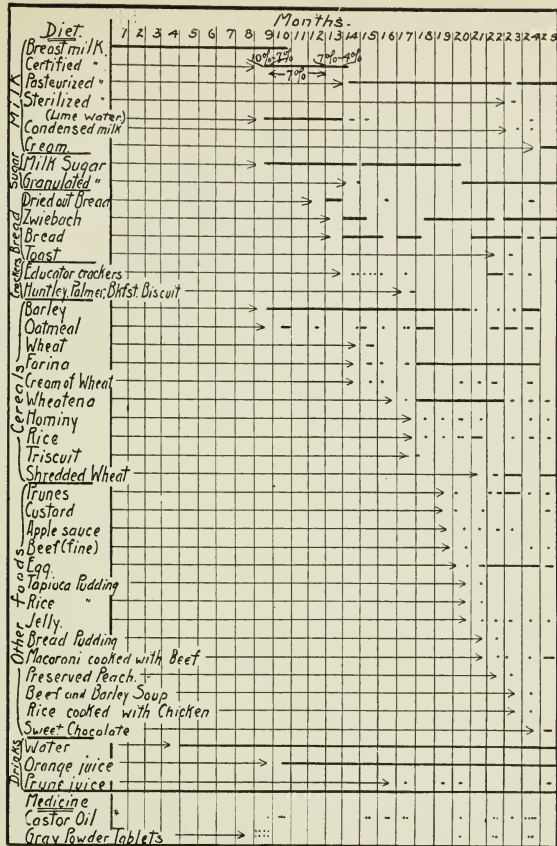 Months.
Diet. 1 2 3 4 5 6 7 8 9 10 11 12 13 14 15 16 17 18 19 20 21 22 23 24 25
Milk
Breast milk.
Certified "
7%
7%-4%
Pasteurized "
Sterilized "
(Lime water)
Condensed milk
Cream
Sugar
Milk Sugar
Granulated "
Bread
Dried out Bread
Zwiebach
Bread
Toast
Educator crackers
Huntley, Palmer, Bkfst. Biscuit
Cereals
Barley
Oatmeal
Wheat
Farina
Cream of Wheat
Wheatena
Hominy
Rice
Triscuit
Shredded Wheat
Other foods
Prunes
Custard
Apple sauce
Beef (fine)
Egg
Tapioca Pudding
Rice "
Jelly.
Bread Pudding
Macaroni cooked with Beef
Preserved Peach.
Beef and Barley Soup
Rice cooked with Chicken
Sweet Chocolate
Drinks
Water
Orange juice
Prune juice
Medicine
Castor Oil
Gray Powder Tablets